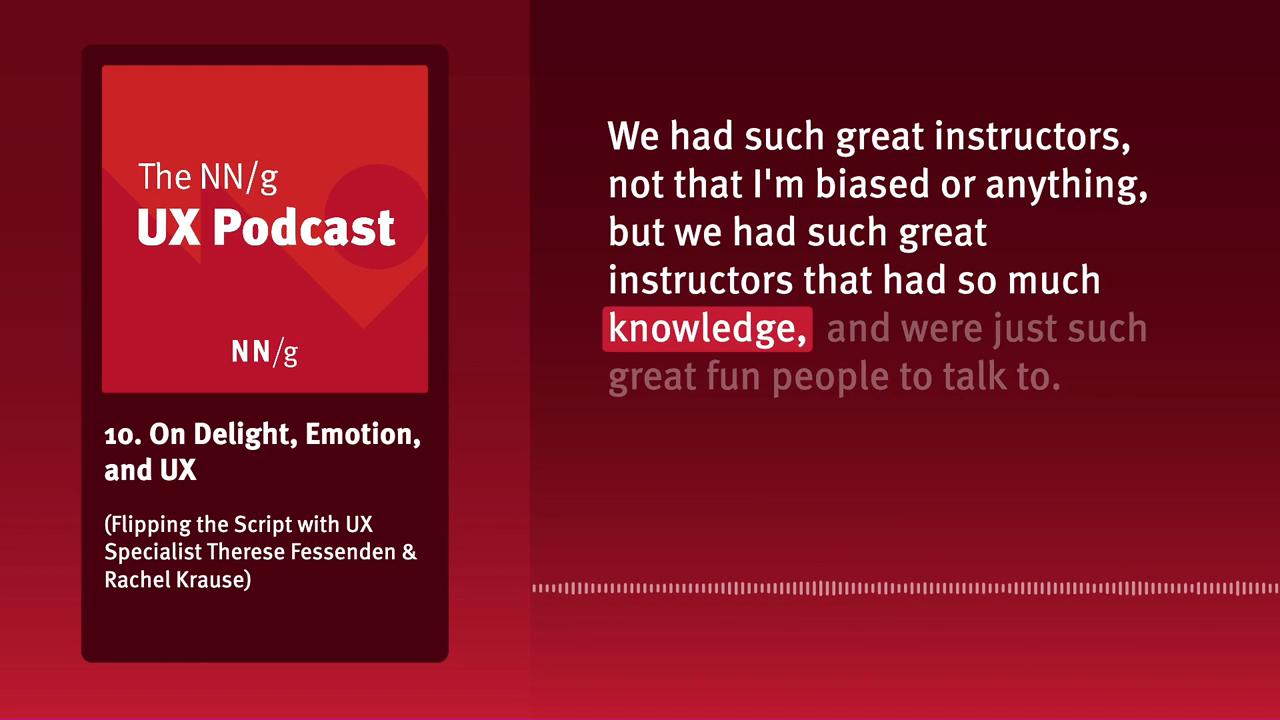 The NN/g
UX Podcast
NN/g
10. On Delight, Emotion,
and UX
(Flipping the Script with UX
Specialist Therese Fessenden &
Rachel Krause)
We had such great instructors,
not that I'm biased or anything,
but we had such great
instructors that had so much
knowledge, and were just such
great fun people to talk to.